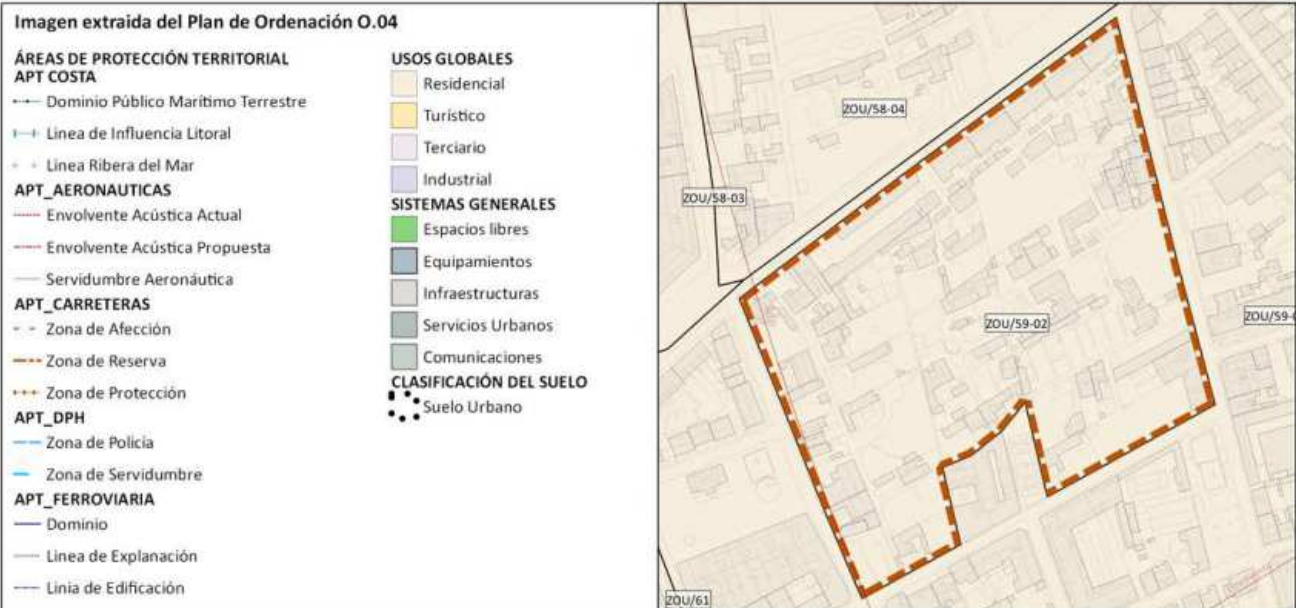 Imagen extraida del Plan de Ordenación O.04
ÁREAS DE PROTECCIÓN TERRITORIAL
APT COSTA
Dominio Público Marítimo Terrestre
Linea de Influencia Litoral
Linea Ribera del Mar
APT_AERONAUTICAS
Envolvente Acústica Actual
Envolvente Acústica Propuesta
Servidumbre Aeronáutica
APT_CARRETERAS
Zona de Afección
Zona de Reserva
Zona de Protección
APT_DPH
Zona de Policía
Zona de Servidumbre
APT_FERROVIARIA
Dominio
Linea de Explanación
Linia de Edificación
USOS GLOBALES
Residencial
Turístico
Terciario
Industrial
SISTEMAS GENERALES
Espacios libres
Equipamientos
Infraestructuras
Servicios Urbanos
Comunicaciones
CLASIFICACIÓN DEL SUELO
Suelo Urbano
ZOU/58-04
ZOU/58-03
ZOU/59-02
ZOU/59-0
ZOU/61